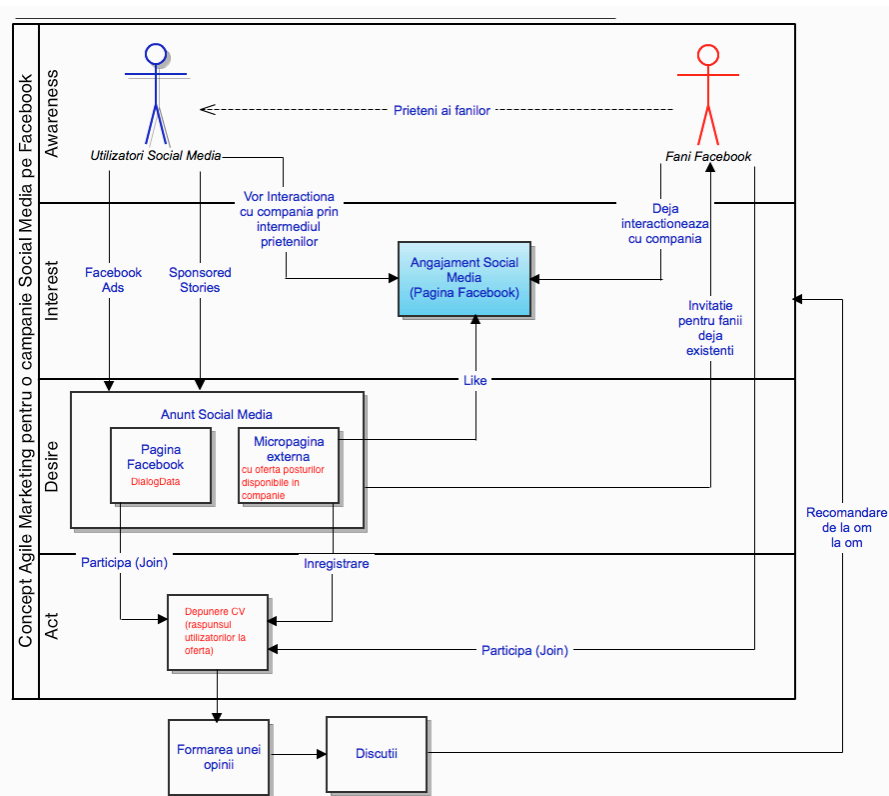 Concept Agile Marketing pentru o campanie Social Media pe Facebook
Awareness
Utilizatori Social Media
Prieteni ai fanilor
Fani Facebook
Vor Interactiona
cu compania prin
intermediul
prietenilor
Deja
interactioneaza
cu compania
Interest
Facebook
Ads
Sponsored
Stories
Angajament Social
Media
(Pagina Facebook)
Invitatie
pentru fanii
deja
existenti
Like
Desire
Anunt Social Media
Pagina
Facebook
DialogData
Micropagina
externa
cu oferta posturilor
disponibile in
companie
Recomandare
de la om
la om
Participa (Join)
Inregistrare
Act
Depunere CV
(raspunsul
utilizatorilor la
oferta)
Participa (Join)
Formarea unei
opinii
Discutii